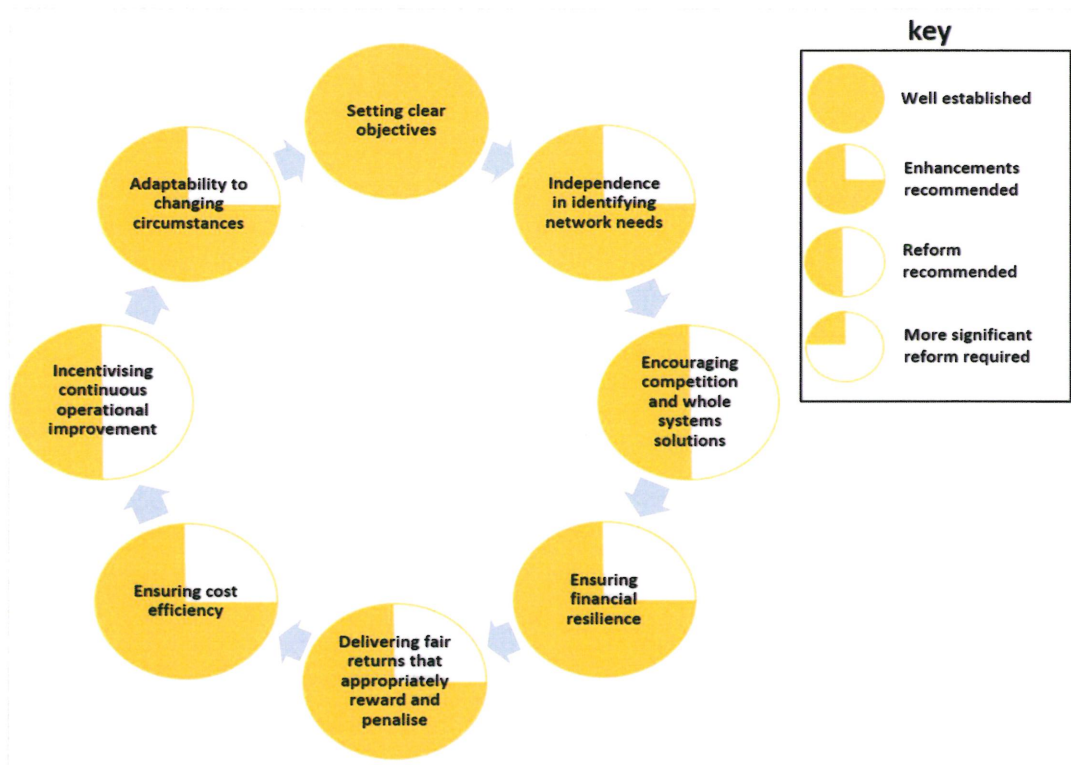 key
Well established
Enhancements
recommended
Reform
recommended
More significant
reform required
Setting clear
objectives
Independence
in identifying
network needs
Encouraging
competition
and whole
systems
solutions
Ensuring
financial
resilience
Delivering fair
returns that
appropriately
reward and
penalise
Ensuring cost
efficiency
Incentivising
continuous
operational
improvement
Adaptability to
changing
circumstances